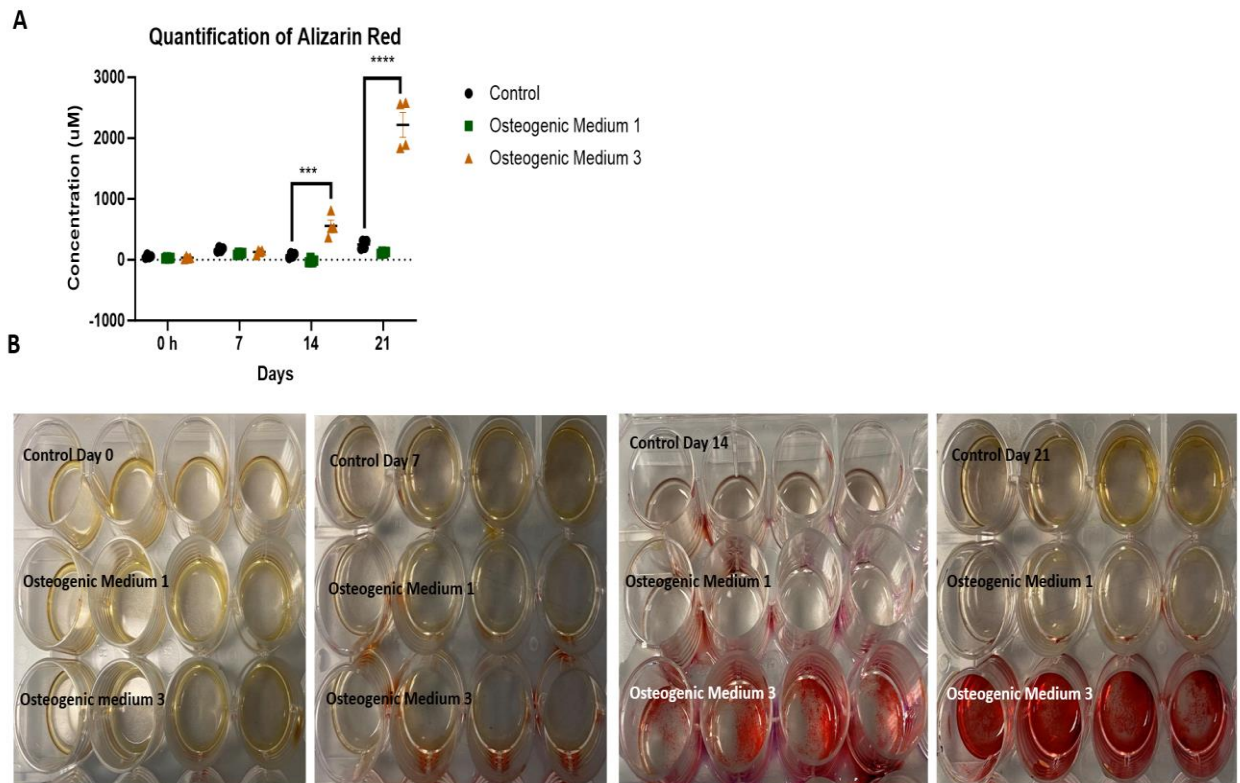 A
Quantification of Alizarin Red
****
***
3000
2000
1000
0
-1000
Concentration (uM)
0 h
7
14
21
Days
Control
Osteogenic Medium 1
Osteogenic Medium 3
B
Control Day 0
Osteogenic Medium 1
Osteogenic medium 3
Control Day 7
Osteogenic Medium 1
Osteogenic Medium 3
Control Day 14
Osteogenic Medium 1
Osteogenic Medium 3
Control Day 21
Osteogenic Medium 1
Osteogenic Medium 3